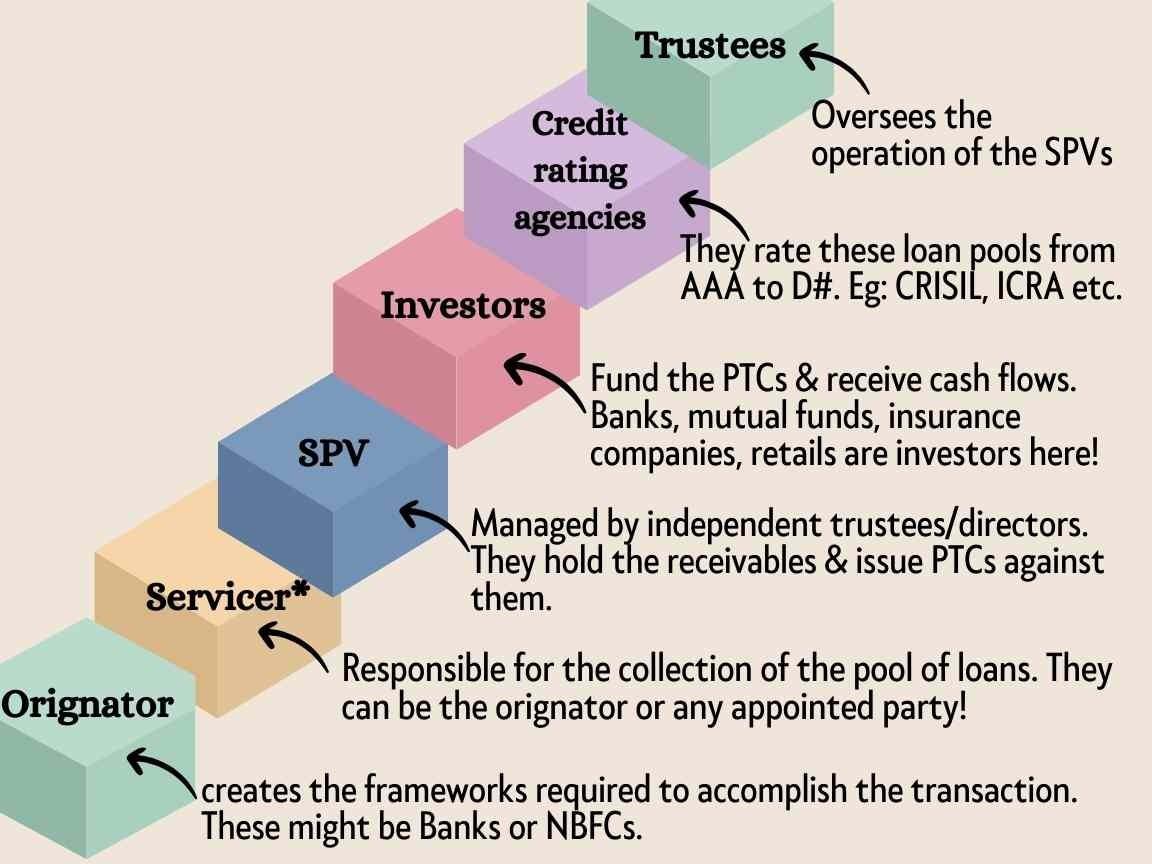 Trustees
Oversees the
operation of the SPVs
Credit
rating
agencies
They rate these loan pools from
AAA to D#. Eg: CRISIL, ICRA etc.
Investors
Fund the PTCs & receive cash flows.
Banks, mutual funds, insurance
companies, retails are investors here!
SPV
Managed by independent trustees/directors.
They hold the receivables & issue PTCs against
them.
Servicer*
Responsible for the collection of the pool of loans. They
can be the orignator or any appointed party!
Orignator
creates the frameworks required to accomplish the transaction.
These might be Banks or NBFCs.